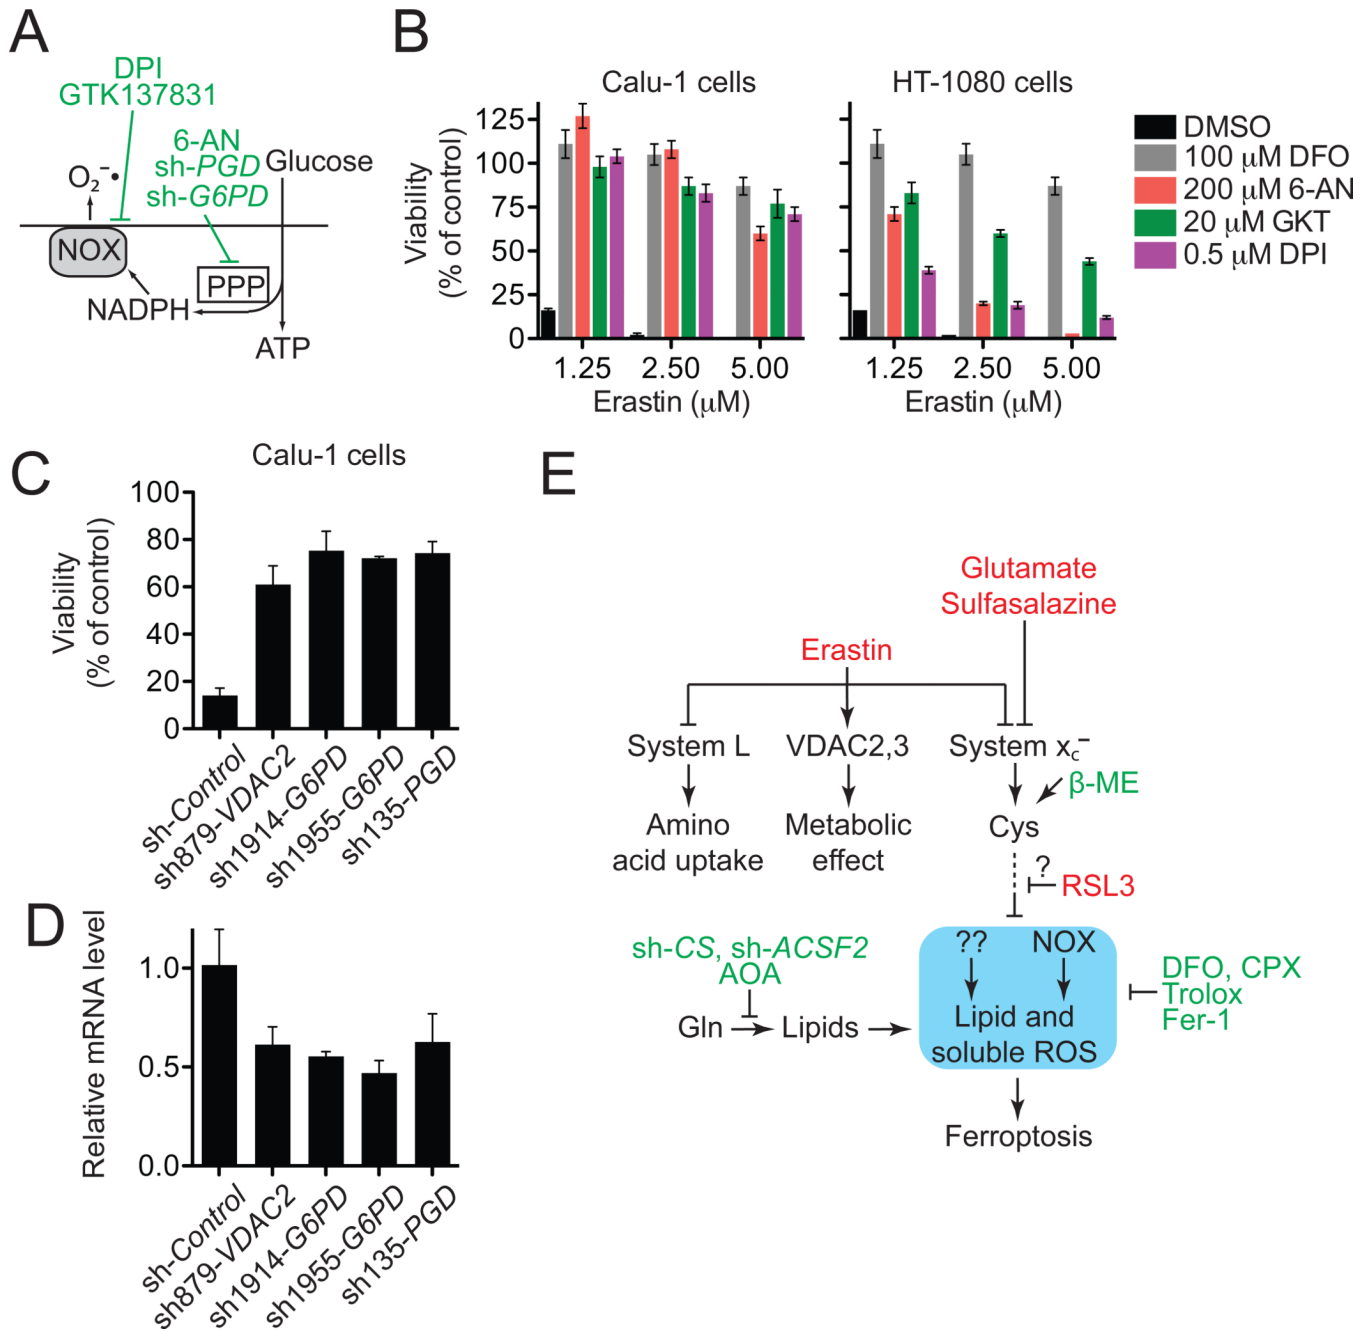 A
DPI
GTK137831
6-AN
sh-PGD
sh-G6PD
Glucose
O2−•
NOX
PPP
NADPH
ATP
B
Calu-1 cells
HT-1080 cells
Viability
(% of control)
125
100
75
50
25
0
1.25 2.50 5.00
Erastin (μM)
1.25 2.50 5.00
Erastin (μM)
DMSO
100 μM DFO
200 μM 6-AN
20 μM GKT
0.5 μM DPI
C
Calu-1 cells
Viability
(% of control)
100
80
60
40
20
0
sh-Control
sh879-VDAC2
sh1914-G6PD
sh1955-G6PD
sh135-PGD
D
Relative mRNA level
1.0
0.5
0.0
sh-Control
sh879-VDAC2
sh1914-G6PD
sh1955-G6PD
sh135-PGD
E
Glutamate
Sulfasalazine
Erastin
System L
VDAC2,3
System xc−
β-ME
Amino
acid uptake
Metabolic
effect
Cys
?
RSL3
sh-CS, sh-ACSF2
AOA
Gln
Lipids
??
NOX
Lipid and
soluble ROS
DFO, CPX
Trolox
Fer-1
Ferroptosis